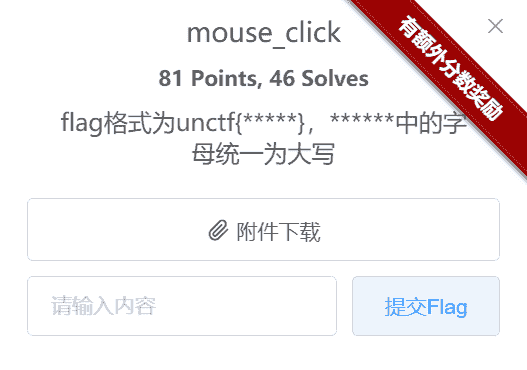 mouse_click
有额外分数奖励
81 Points, 46 Solves
flag格式为unctf{*****}，******中的字
母统一为大写
附件下载
请输入内容
提交Flag